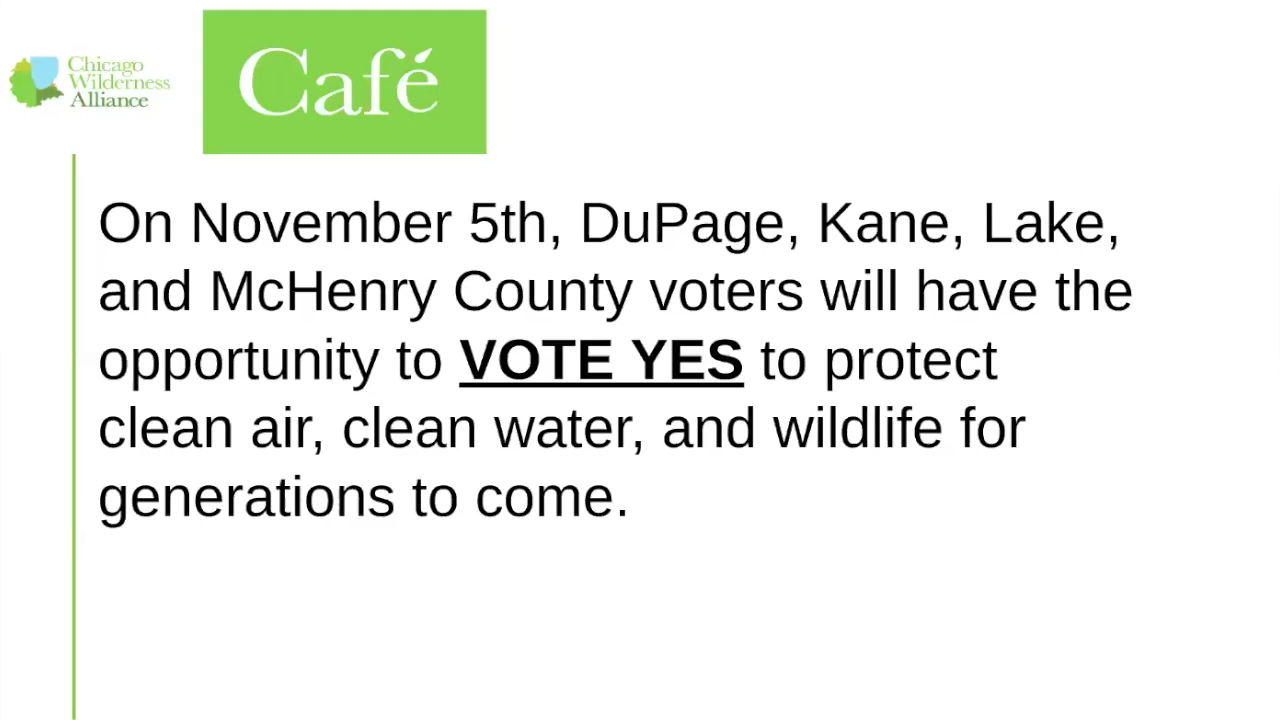 Chicago
Wilderness
Alliance
Café
On November 5th, DuPage, Kane, Lake,
and McHenry County voters will have the
opportunity to VOTE YES to protect
clean air, clean water, and wildlife for
generations to come.